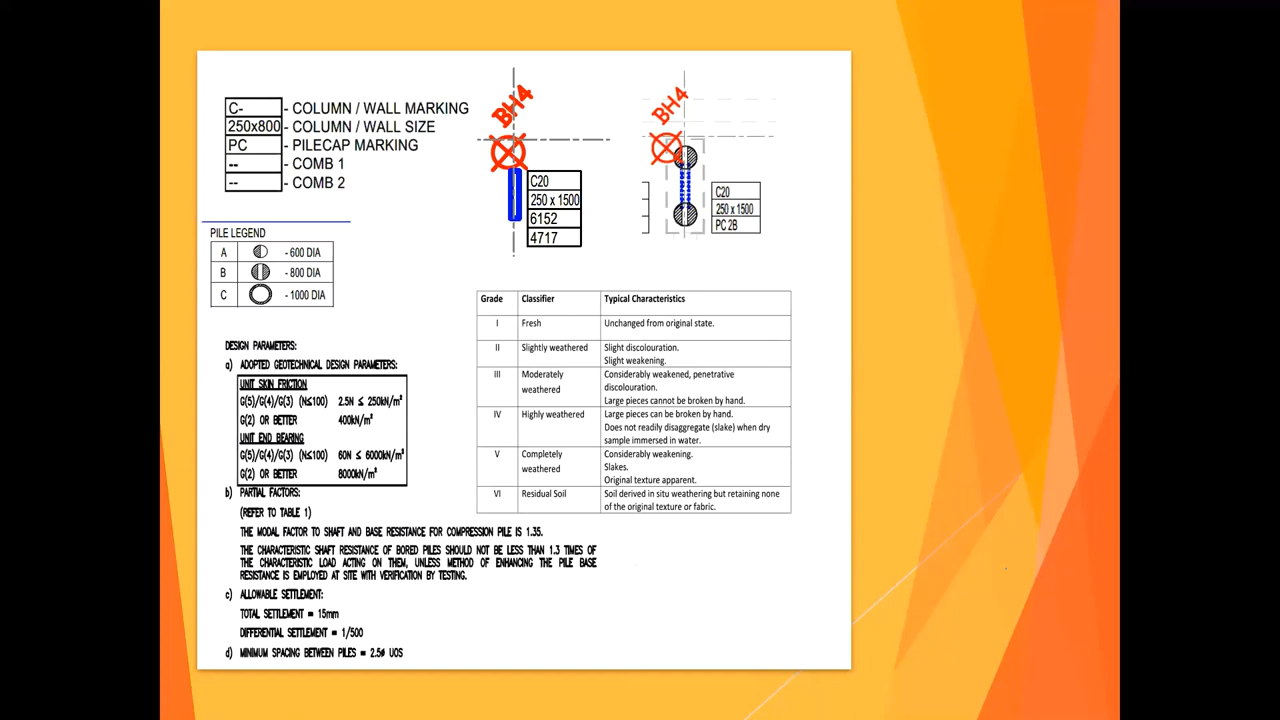 C- - COLUMN / WALL MARKING
250x800 - COLUMN / WALL SIZE
PC - PILECAP MARKING
-- - COMB 1
-- - COMB 2
BH4
C20
250 x 1500
6152
4717
BH4
C20
250 x 1500
PC 2B
PILE LEGEND
A - 600 DIA
B - 800 DIA
C - 1000 DIA
Grade Classifier Typical Characteristics
I Fresh Unchanged from original state.
II Slightly weathered Slight discolouration.
Slight weakening.
III Moderately weathered Considerably weakened, penetrative
discolouration.
Large pieces cannot be broken by hand.
IV Highly weathered Large pieces can be broken by hand.
Does not readily disaggregate (slake) when dry
sample immersed in water.
V Completely weathered Considerably weakening.
Slakes.
Original texture apparent.
VI Residual Soil Soil derived in situ weathering but retaining none
of the original texture or fabric.
DESIGN PARAMETERS:
a) ADOPTED GEOTECHNICAL DESIGN PARAMETERS:
UNIT SKIN FRICTION
G(5)/G(4)/G(3) (N≤100) 2.5N ≤ 250kN/m²
G(2) OR BETTER 400kN/m²
UNIT END BEARING
G(5)/G(4)/G(3) (N≤100) 60N ≤ 6000kN/m²
G(2) OR BETTER 8000kN/m²
b) PARTIAL FACTORS:
(REFER TO TABLE 1)
THE MODAL FACTOR TO SHAFT AND BASE RESISTANCE FOR COMPRESSION PILE IS 1.35.
THE CHARACTERISTIC SHAFT RESISTANCE OF BORED PILES SHOULD NOT BE LESS THAN 1.3 TIMES OF
THE CHARACTERISTIC LOAD ACTING ON THEM, UNLESS METHOD OF ENHANCING THE PILE BASE
RESISTANCE IS EMPLOYED AT SITE WITH VERIFICATION BY TESTING.
c) ALLOWABLE SETTLEMENT:
TOTAL SETTLEMENT = 15mm
DIFFERENTIAL SETTLEMENT = 1/500
d) MINIMUM SPACING BETWEEN PILES = 2.5ø UOS